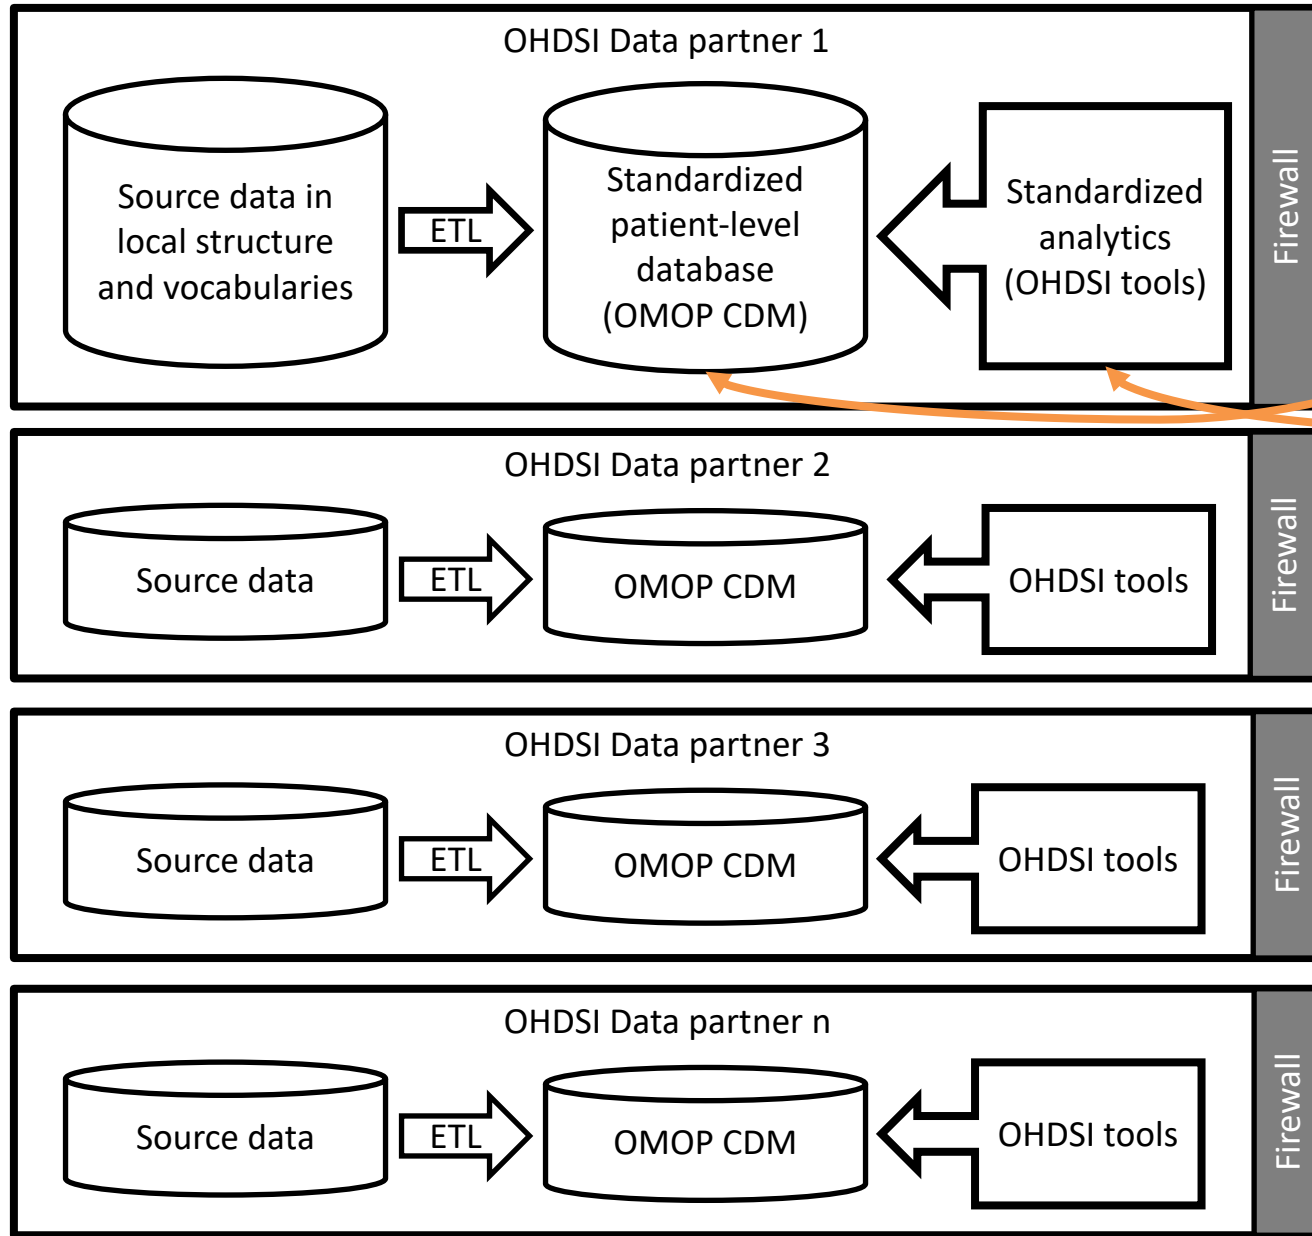 OHDSI Data partner 1
Source data in
local structure
and vocabularies
ETL
Standardized
patient-level
database
(OMOP CDM)
Standardized
analytics
(OHDSI tools)
Firewall
OHDSI Data partner 2
Source data
ETL
OMOP CDM
OHDSI tools
Firewall
OHDSI Data partner 3
Source data
ETL
OMOP CDM
OHDSI tools
Firewall
OHDSI Data partner n
Source data
ETL
OMOP CDM
OHDSI tools
Firewall